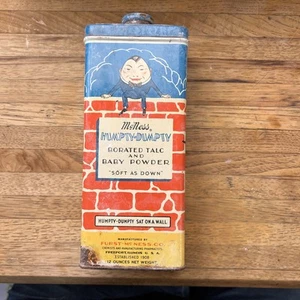 McNess
HUMPTY-DUMPTY
BORATED TALC
AND
BABY POWDER
"SOFT AS DOWN"
HUMPTY-DUMPTY SAT ON A WALL
MANUFACTURED BY
FURST-McNESS CO.
FREEPORT, ILLINOIS U. S. A.
ESTABLISHED 1908
12 OUNCES NET WEIGHT